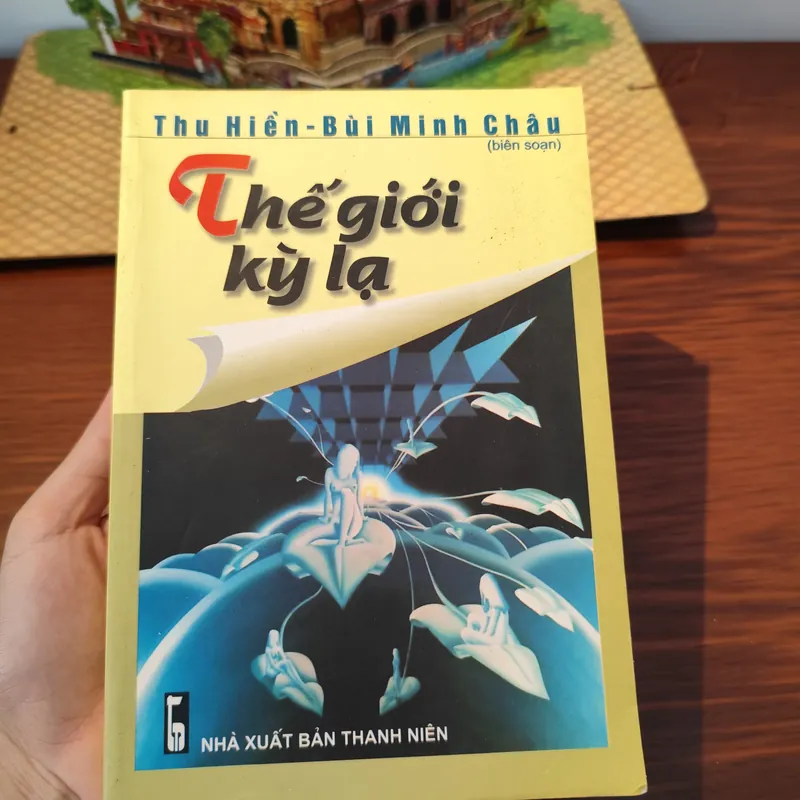 Thu Hiền - Bùi Minh Châu
(biên soạn)
Thế giới
kỳ lạ
NHÀ XUẤT BẢN THANH NIÊN